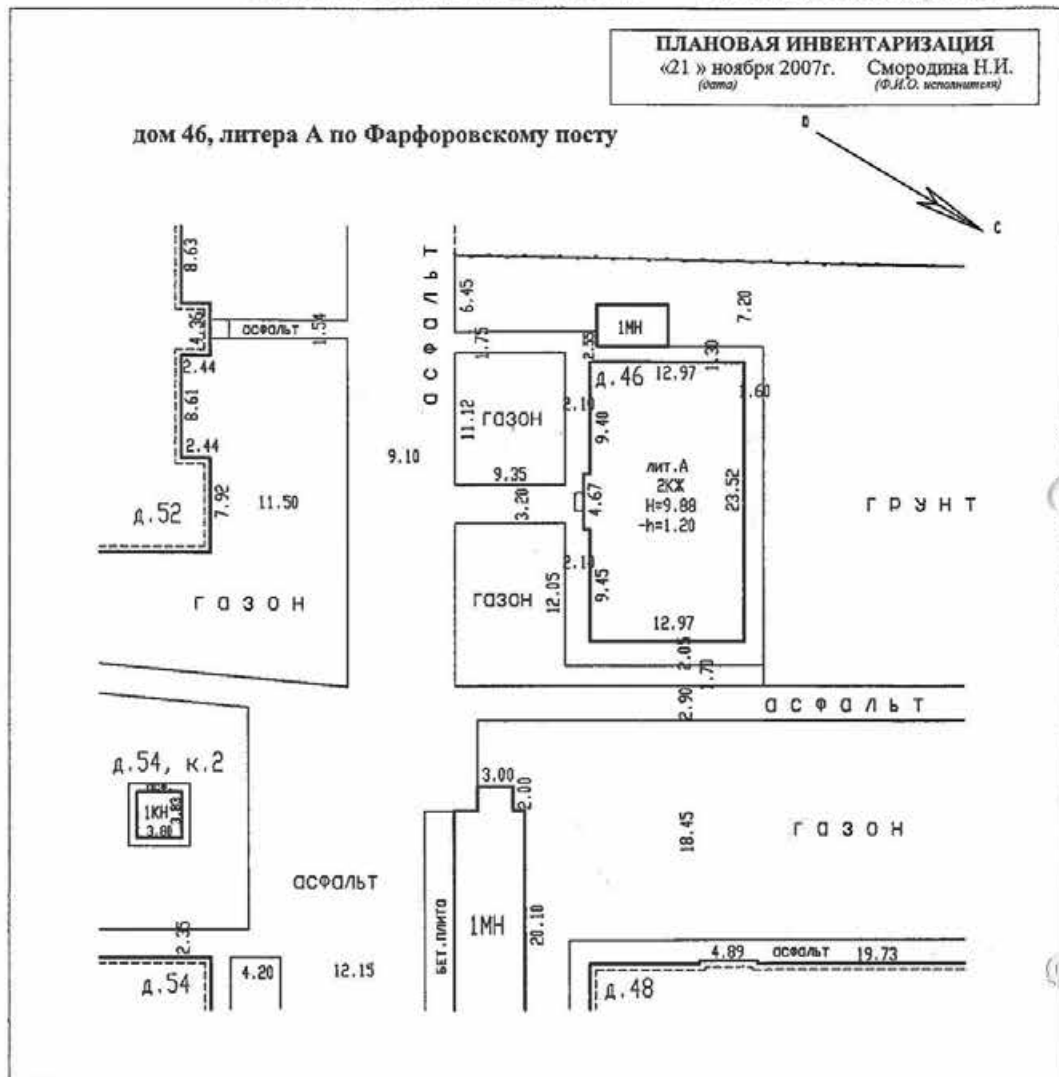 ПЛАНОВАЯ ИНВЕНТАРИЗАЦИЯ
«21 » ноября 2007г. Смородина Н.И.
(дата) (Ф.И.О. исполнителя)
дом 46, литера А по Фарфоровскому посту
С
8.63
4.36
асфальт
1.54
2.44
8.61
2.44
7.92
д.52
11.50
газон
асфальт
6.45
1.75
9.10
11.12
газон
9.35
3.20
газон
12.05
1МН
7.20
2.55
1.30
д.46
12.97
1.60
2.10
9.40
лит.А
2КЖ
Н=9.88
-h=1.20
4.67
23.52
2.10
9.45
12.97
2.05
1.70
2.90
грунт
асфальт
д.54, к.2
1КН
3.83
3.80
3.00
2.00
18.45
газон
асфальт
БЕТ.ПЛИТА
1МН
20.10
2.35
д.54
4.20
12.15
4.89
асфальт
19.73
д.48